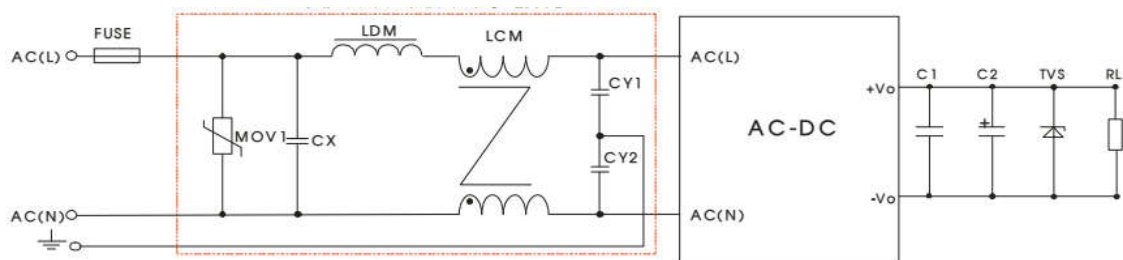 FUSE
LDM
LCM
AC(L)
AC(L)
C1
C2
TVS
RL
CY1
+Vo
MOV1
CX
AC-DC
+
CY2
-Vo
AC(N)
AC(N)